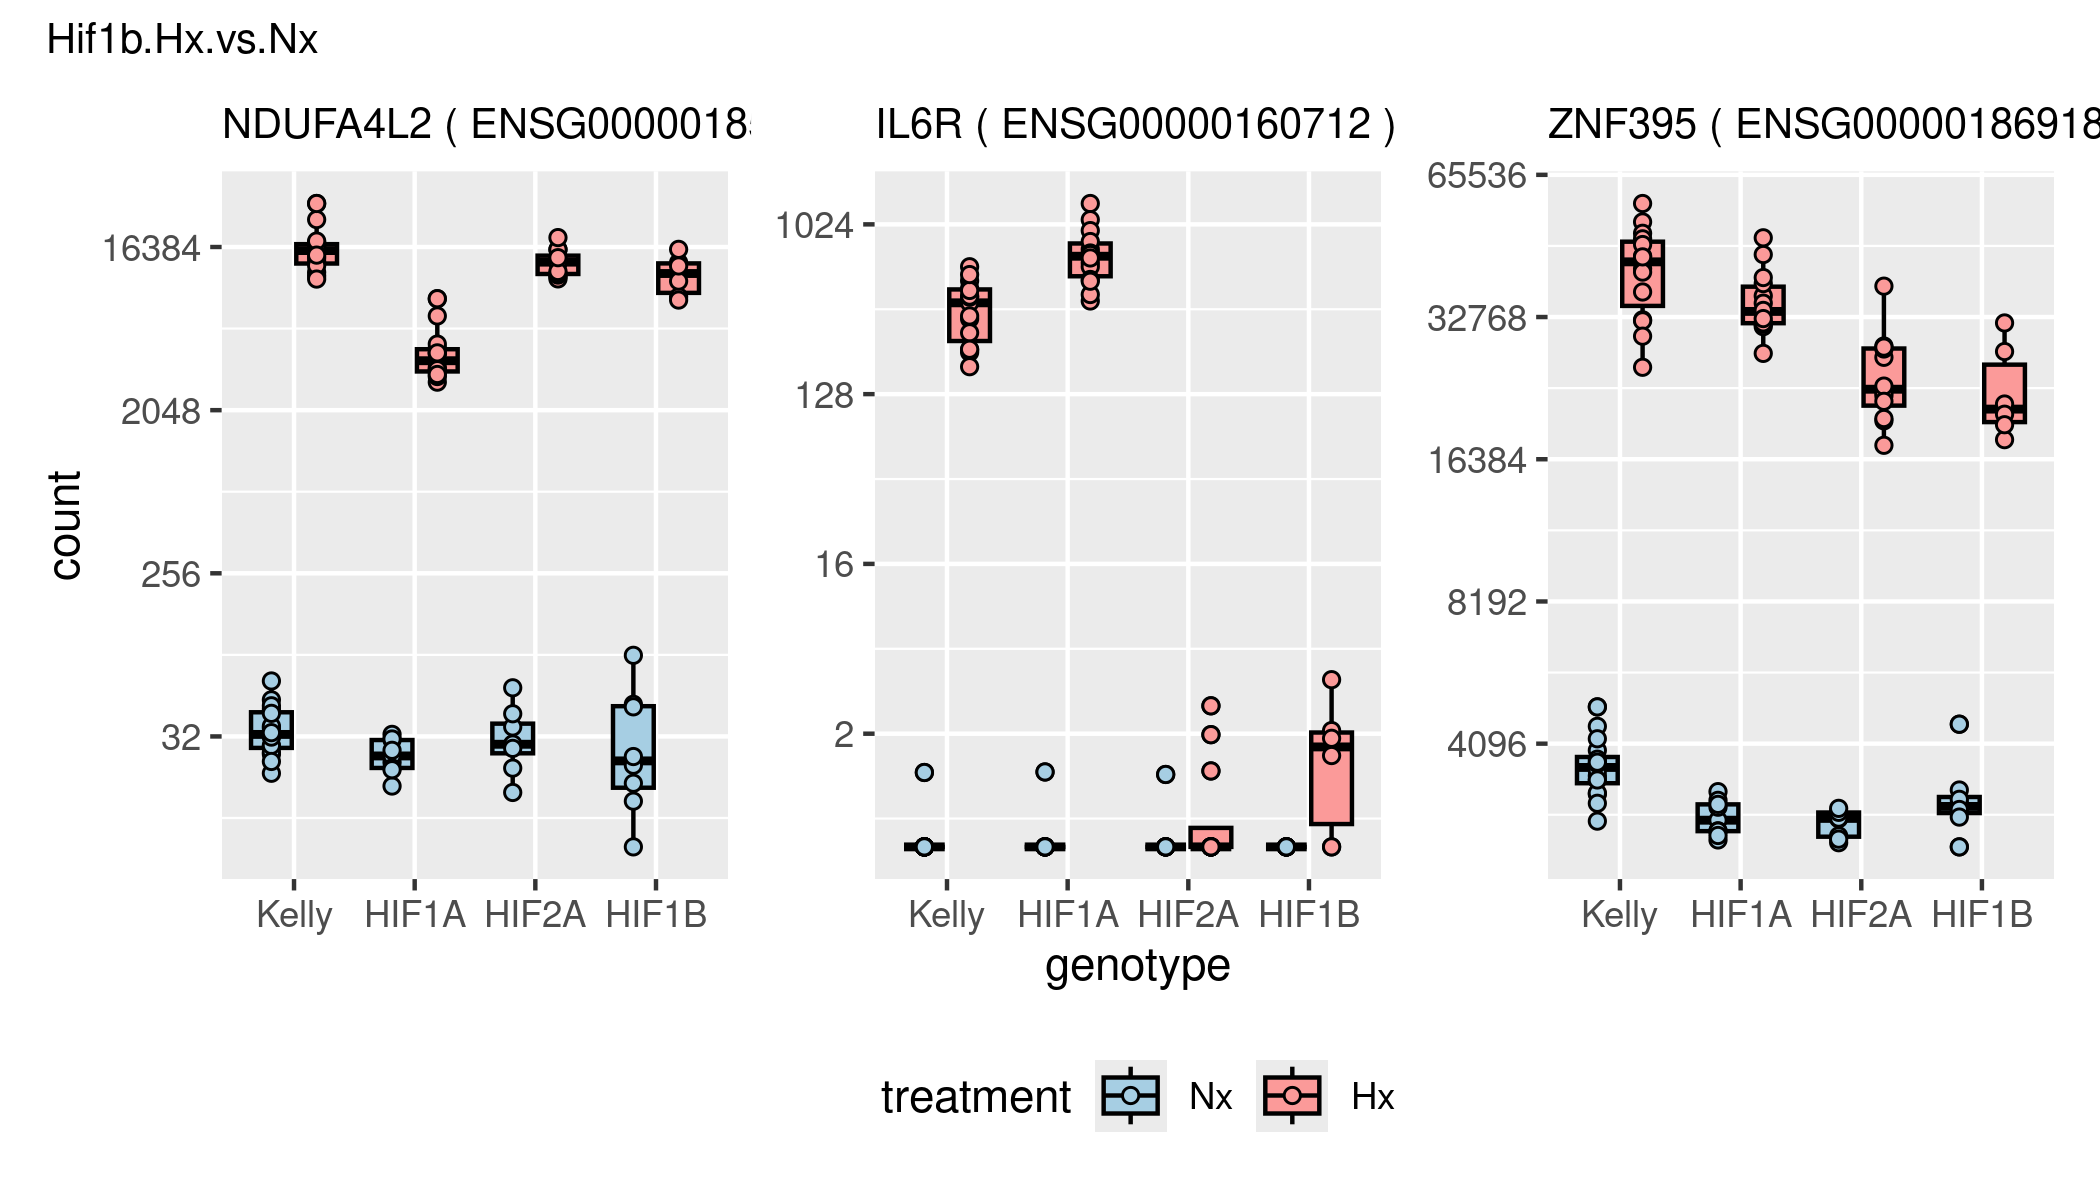 Hif1b.Hx.vs.Nx
NDUFA4L2 ( ENSG00000018
IL6R ( ENSG00000160712 )
ZNF395 ( ENSG00000186918
count
16384
2048
256
32
1024
128
16
2
65536
32768
16384
8192
4096
Kelly HIF1A HIF2A HIF1B
Kelly HIF1A HIF2A HIF1B
Kelly HIF1A HIF2A HIF1B
genotype
treatment Nx Hx